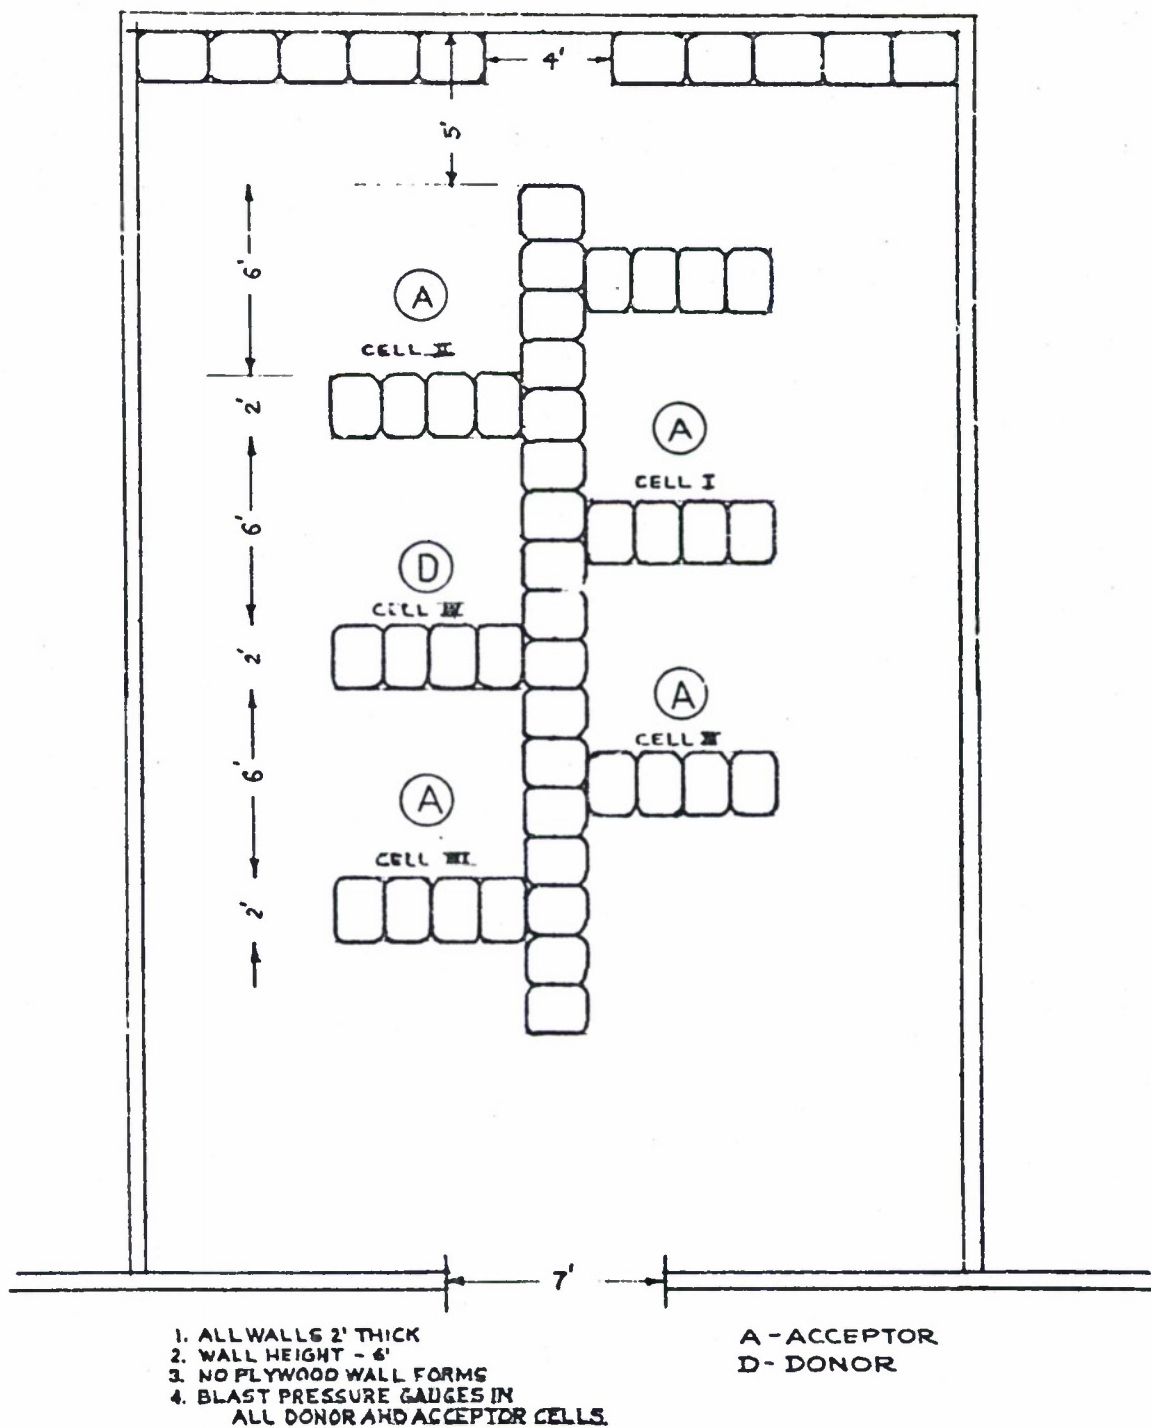 4'
5'
6'
A
CELL II
2'
A
CELL I
6'
D
CELL IV
2'
A
CELL
6'
A
CELL
2'
7'
1. ALL WALLS 2' THICK
2. WALL HEIGHT - 6'
3. NO PLYWOOD WALL FORMS
4. BLAST PRESSURE GAUGES IN
ALL DONOR AND ACCEPTOR CELLS.
A - ACCEPTOR
D - DONOR